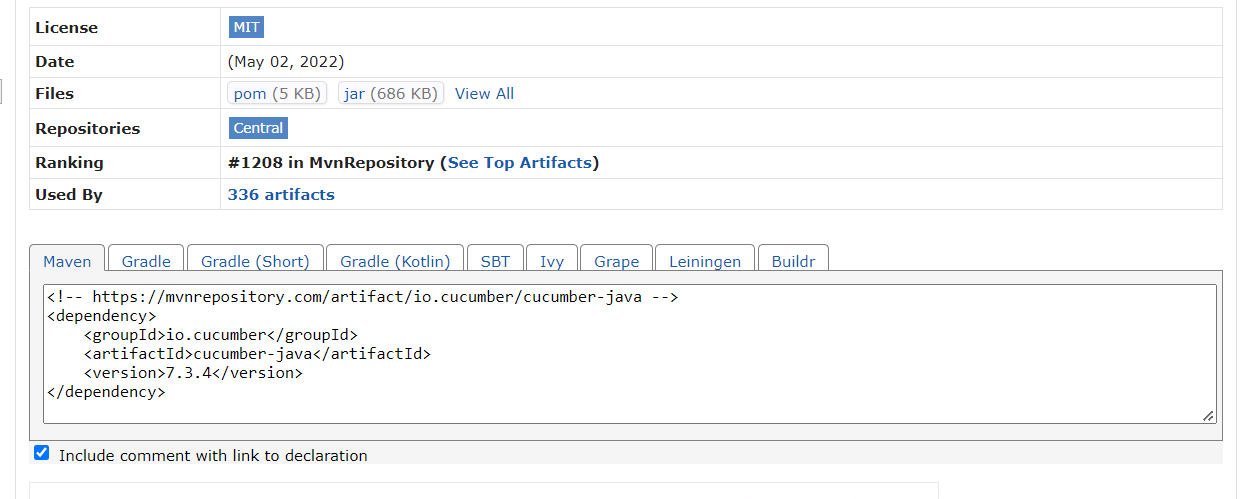 License MIT
Date (May 02, 2022)
Files pom (5 KB) jar (686 KB) View All
Repositories Central
Ranking #1208 in MvnRepository (See Top Artifacts)
Used By 336 artifacts
Maven Gradle Gradle (Short) Gradle (Kotlin) SBT Ivy Grape Leiningen Buildr
<!-- https://mvnrepository.com/artifact/io.cucumber/cucumber-java -->
<dependency>
    <groupId>io.cucumber</groupId>
    <artifactId>cucumber-java</artifactId>
    <version>7.3.4</version>
</dependency>
Include comment with link to declaration